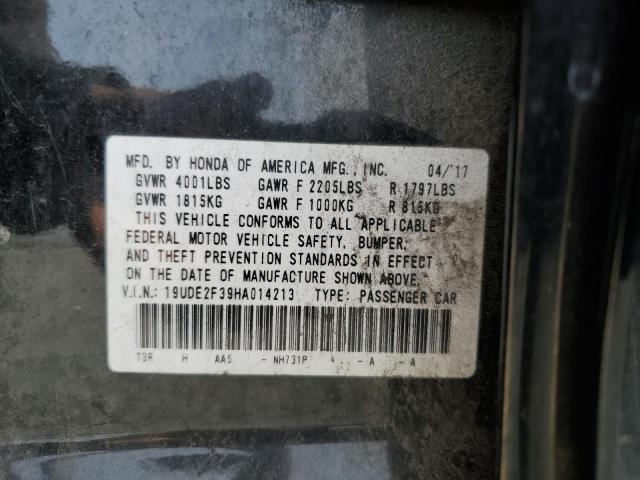 MFD. BY HONDA OF AMERICA MFG., INC. 04/'17
GVWR 4001LBS GAWR F 2205LBS R 1797LBS
GVWR 1815KG GAWR F 1000KG R 815KG
THIS VEHICLE CONFORMS TO ALL APPLICABLE
FEDERAL MOTOR VEHICLE SAFETY, BUMPER,
AND THEFT PREVENTION STANDARDS IN EFFECT
ON THE DATE OF MANUFACTURE SHOWN ABOVE.
V.I.N.: 19UDE2F39HA014213 TYPE: PASSENGER CAR
T3R H AA5 - NH731P - A - A